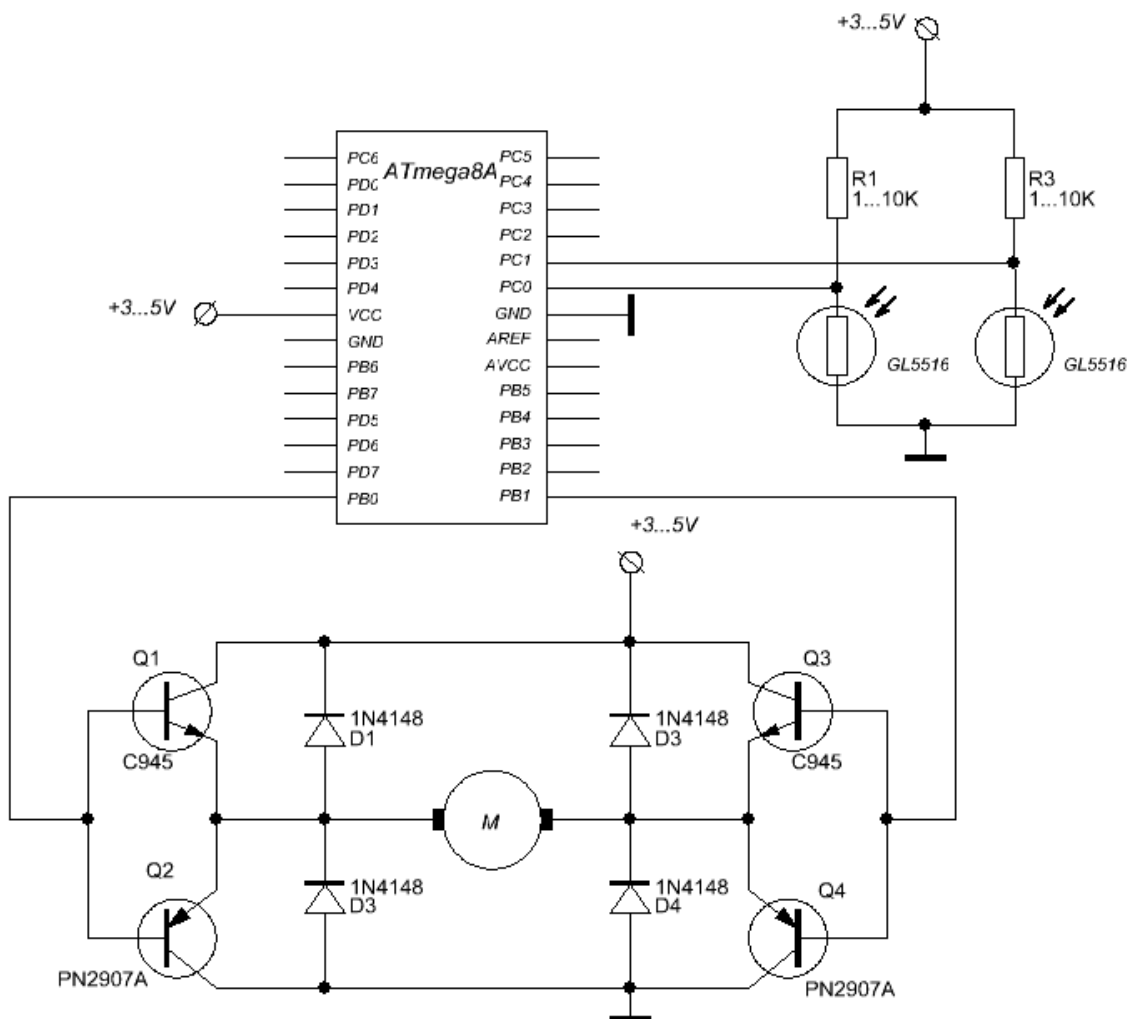 +3...5V
ATmega8A
PC6
PD0
PD1
PD2
PD3
PD4
VCC
GND
PB6
PB7
PD5
PD6
PD7
PB0
PC5
PC4
PC3
PC2
PC1
PC0
GND
AREF
AVCC
PB5
PB4
PB3
PB2
PB1
R1
1...10K
R3
1...10K
+3...5V
GL5516
GL5516
+3...5V
Q1
C945
1N4148
D1
1N4148
D3
Q3
C945
M
Q2
PN2907A
1N4148
D3
1N4148
D4
Q4
PN2907A